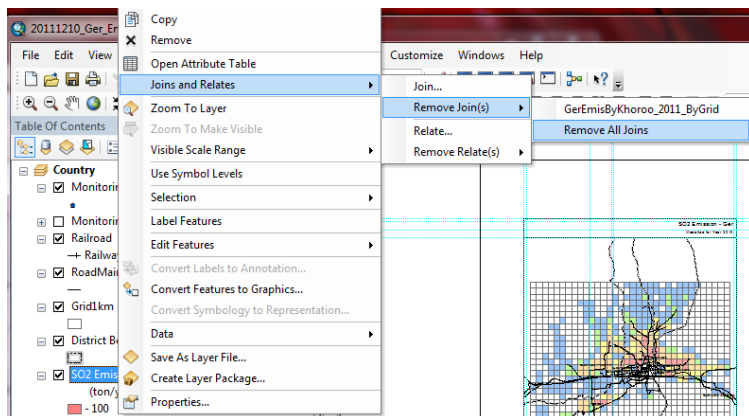 20111210_Ger_Er
File Edit View
Customize Windows Help
Table Of Contents
Country
Monitorin
Monitorin
Railroad
Railway
RoadMai
Grid1km
District Bo
SO2 Emis
(ton/y
- 100
Copy
Remove
Open Attribute Table
Joins and Relates
Zoom To Layer
Zoom To Make Visible
Visible Scale Range
Use Symbol Levels
Selection
Label Features
Edit Features
Convert Labels to Annotation...
Convert Features to Graphics...
Convert Symbology to Representation...
Data
Save As Layer File...
Create Layer Package...
Properties...
Join...
Remove Join(s)
Relate...
Remove Relate(s)
GerEmisByKhoroo_2011_ByGrid
Remove All Joins
SO2 Emission - Ger